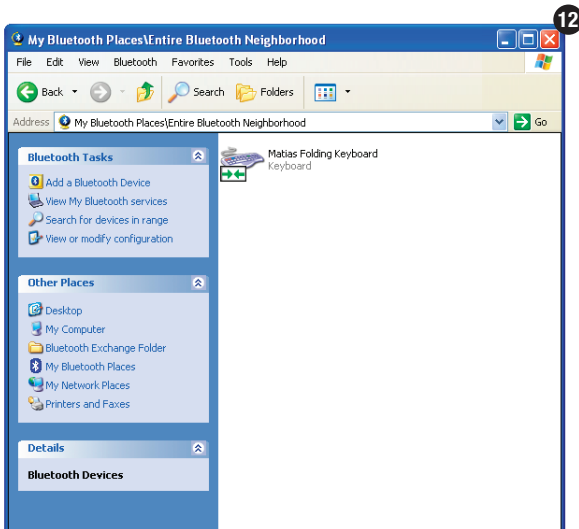 12
My Bluetooth Places\Entire Bluetooth Neighborhood
File Edit View Bluetooth Favorites Tools Help
Back Search Folders
Address My Bluetooth Places\Entire Bluetooth Neighborhood Go
Bluetooth Tasks
Add a Bluetooth Device
View My Bluetooth services
Search for devices in range
View or modify configuration
Other Places
Desktop
My Computer
Bluetooth Exchange Folder
My Bluetooth Places
My Network Places
Printers and Faxes
Details
Bluetooth Devices
Matias Folding Keyboard
Keyboard